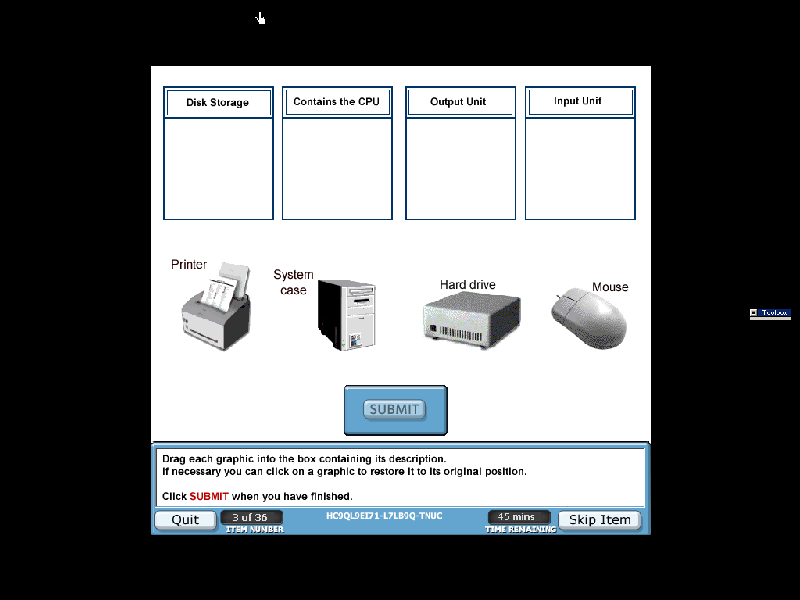 Disk Storage
Contains the CPU
Output Unit
Input Unit
Printer
System
case
Hard drive
Mouse
SUBMIT
Drag each graphic into the box containing its description.
If necessary you can click on a graphic to restore it to its original position.
Click SUBMIT when you have finished.
Quit
3 of 36
ITEM NUMBER
HC9QL9EI71-L7LB9Q-TNUC
45 mins
TIME REMAINING
Skip Item
Toolbox